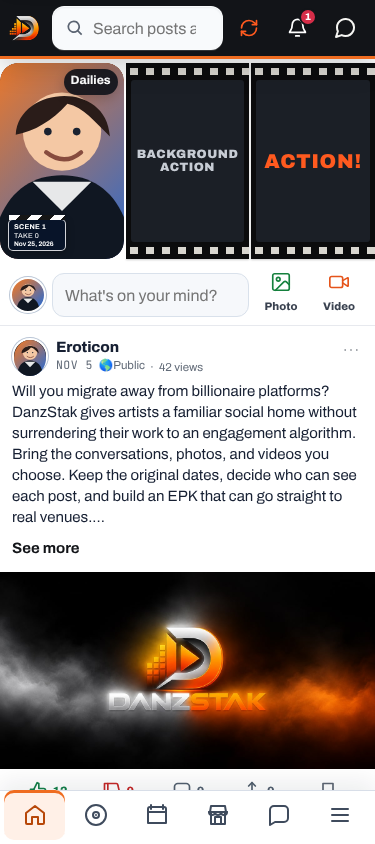 Search posts a
1
Dailies
SCENE 1
TAKE 0
Nov 25, 2026
BACKGROUND
ACTION
ACTION!
What's on your mind?
Photo
Video
Eroticon
NOV 5 🌎Public · 42 views
...
Will you migrate away from billionaire platforms?
DanzStak gives artists a familiar social home without
surrendering their work to an engagement algorithm.
Bring the conversations, photos, and videos you
choose. Keep the original dates, decide who can see
each post, and build an EPK that can go straight to
real venues....
See more
DANZSTAK